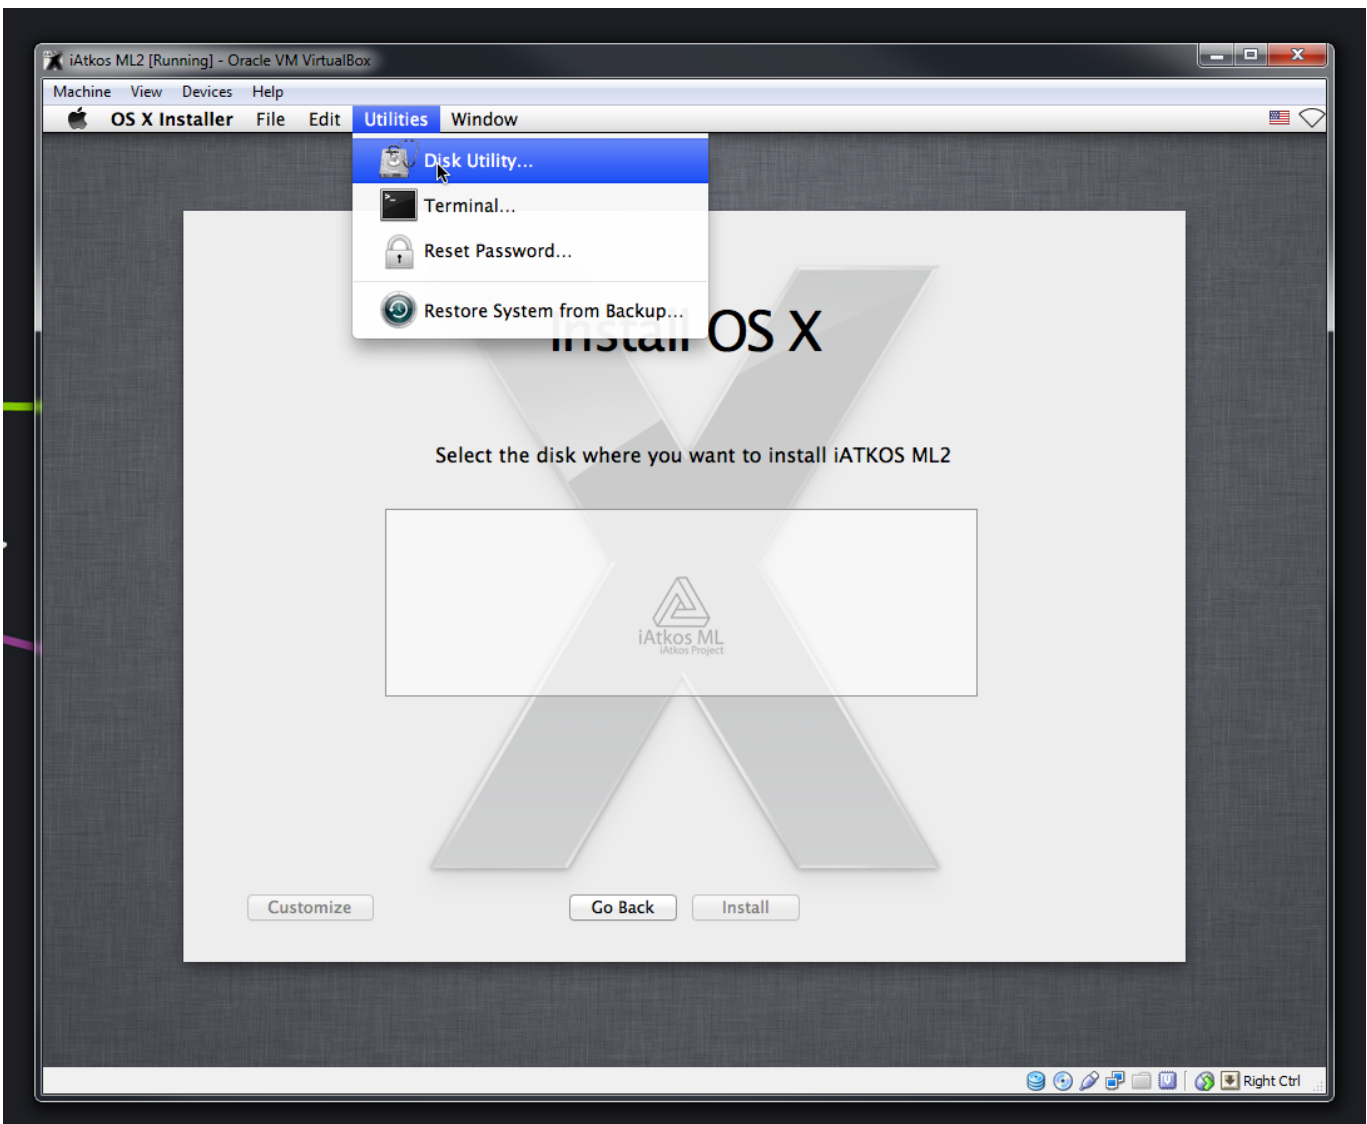 iAtkos ML2 [Running] - Oracle VM VirtualBox
Machine View Devices Help
OS X Installer File Edit Utilities Window
Disk Utility...
Terminal...
Reset Password...
Restore System from Backup...
Install OS X
Select the disk where you want to install iATKOS ML2
iAtkos ML
iAtkos Project
Customize Go Back Install
Right Ctrl